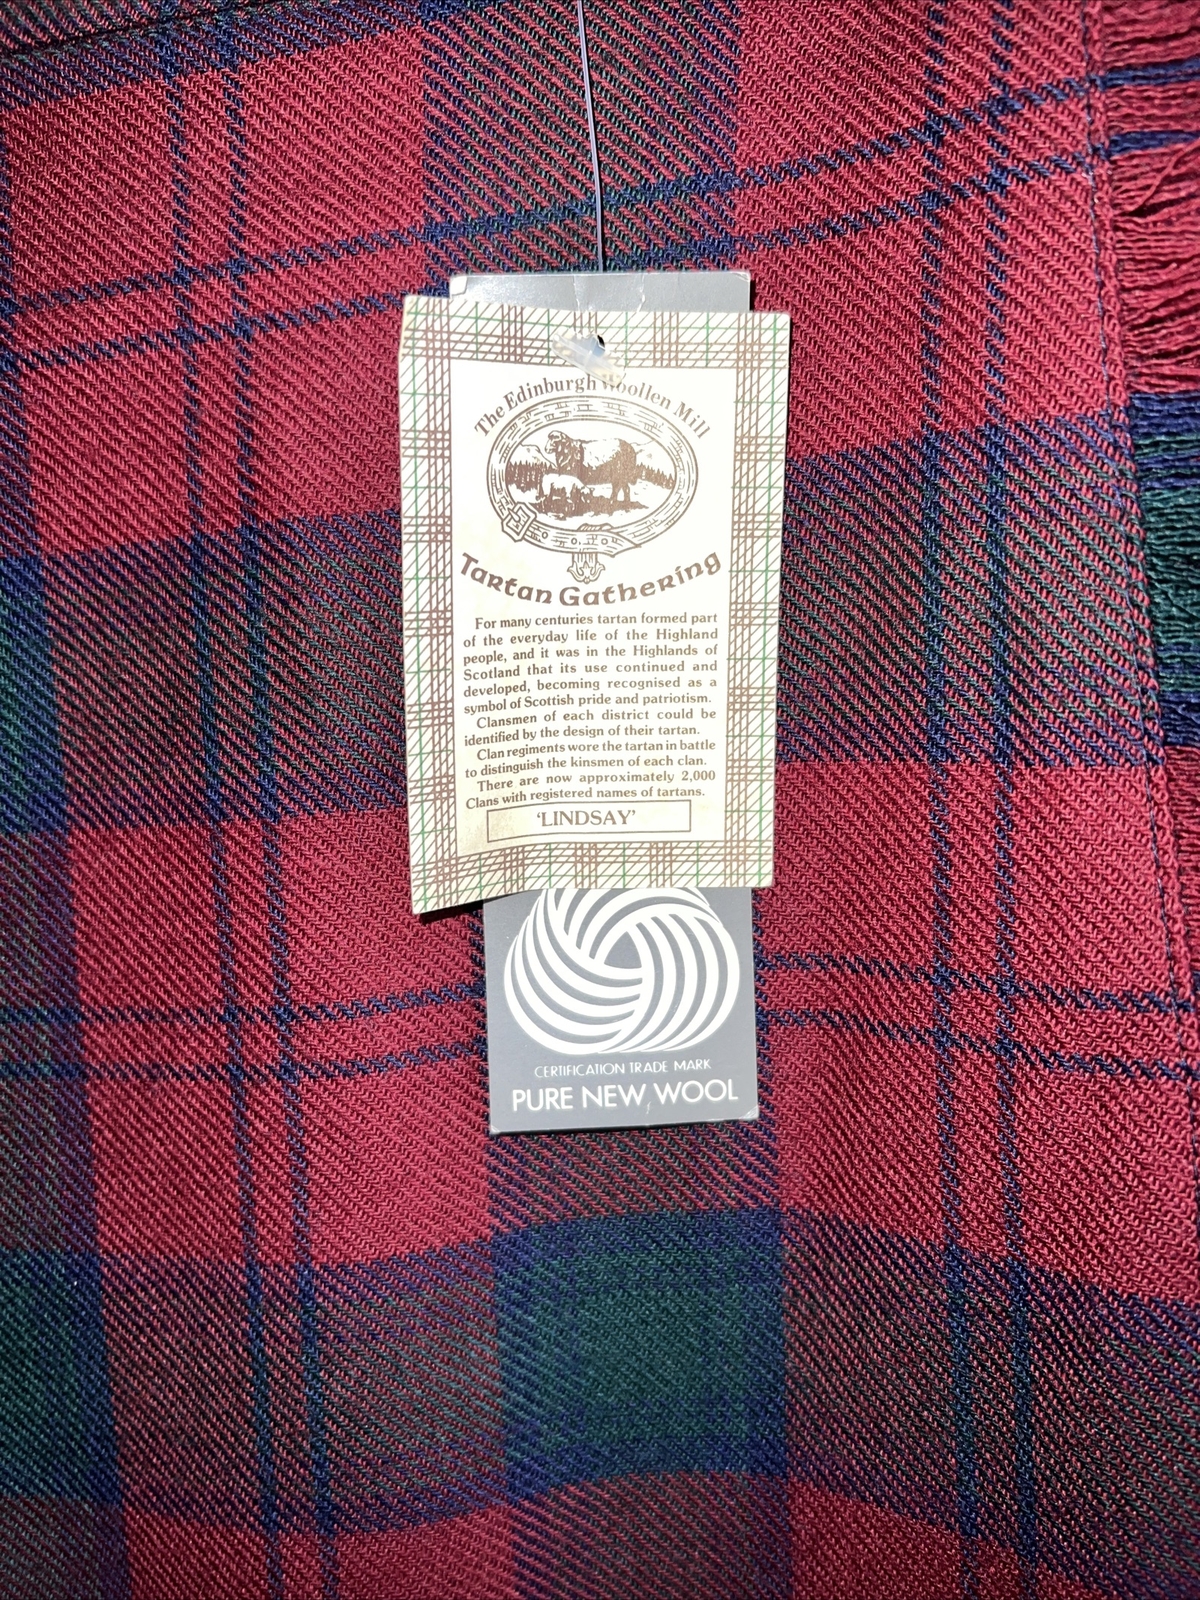 The Edinburgh Woollen Mill
Tartan Gathering
For many centuries tartan formed part
of the everyday life of the Highland
people, and it was in the Highlands of
Scotland that its use continued and
developed, becoming recognised as a
symbol of Scottish pride and patriotism.
Clansmen of each district could be
identified by the design of their tartan.
Clan regiments wore the tartan in battle
to distinguish the kinsmen of each clan.
There are now approximately 2,000
Clans with registered names of tartans.
'LINDSAY'
CERTIFICATION TRADE MARK
PURE NEW WOOL